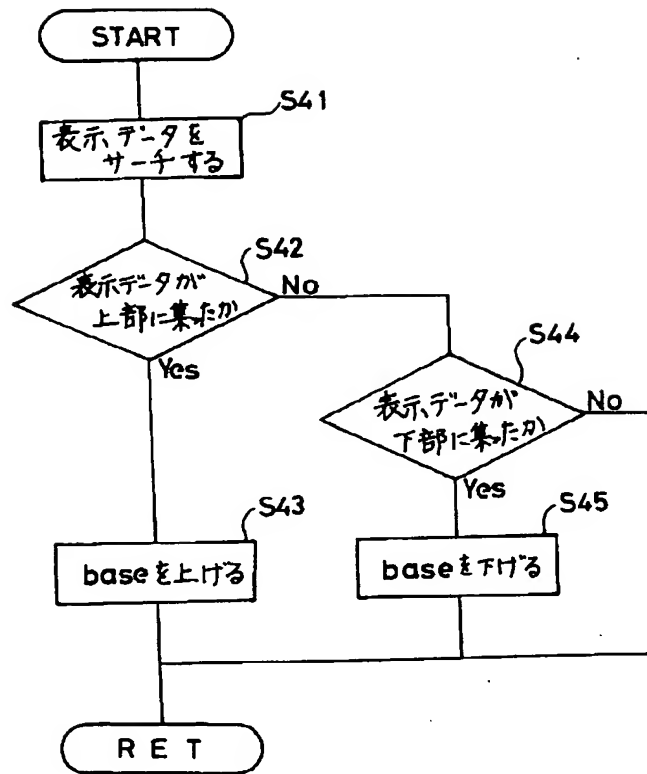 START
S41
表示データを
サーチする
S42
表示データが
上部に集ったか
No
Yes
S44
表示データが
下部に集ったか
No
Yes
S43
baseを上げる
S45
baseを下げる
RET